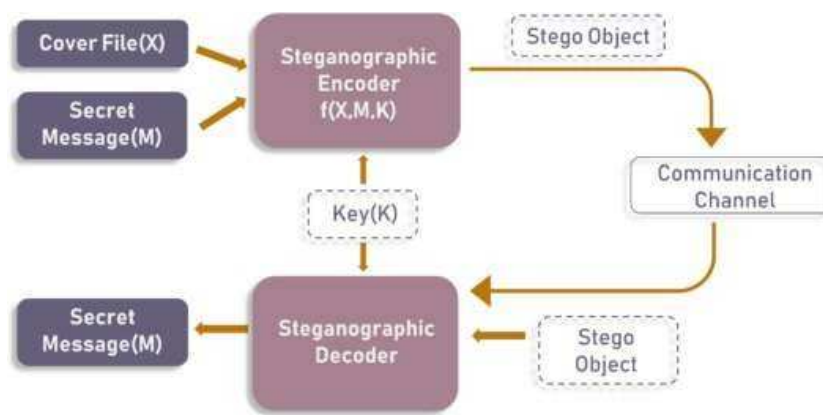 Cover File(X)
Secret
Message(M)
Steganographic
Encoder
f(X,M,K)
Stego Object
Communication
Channel
Key(K)
Secret
Message(M)
Steganographic
Decoder
Stego
Object